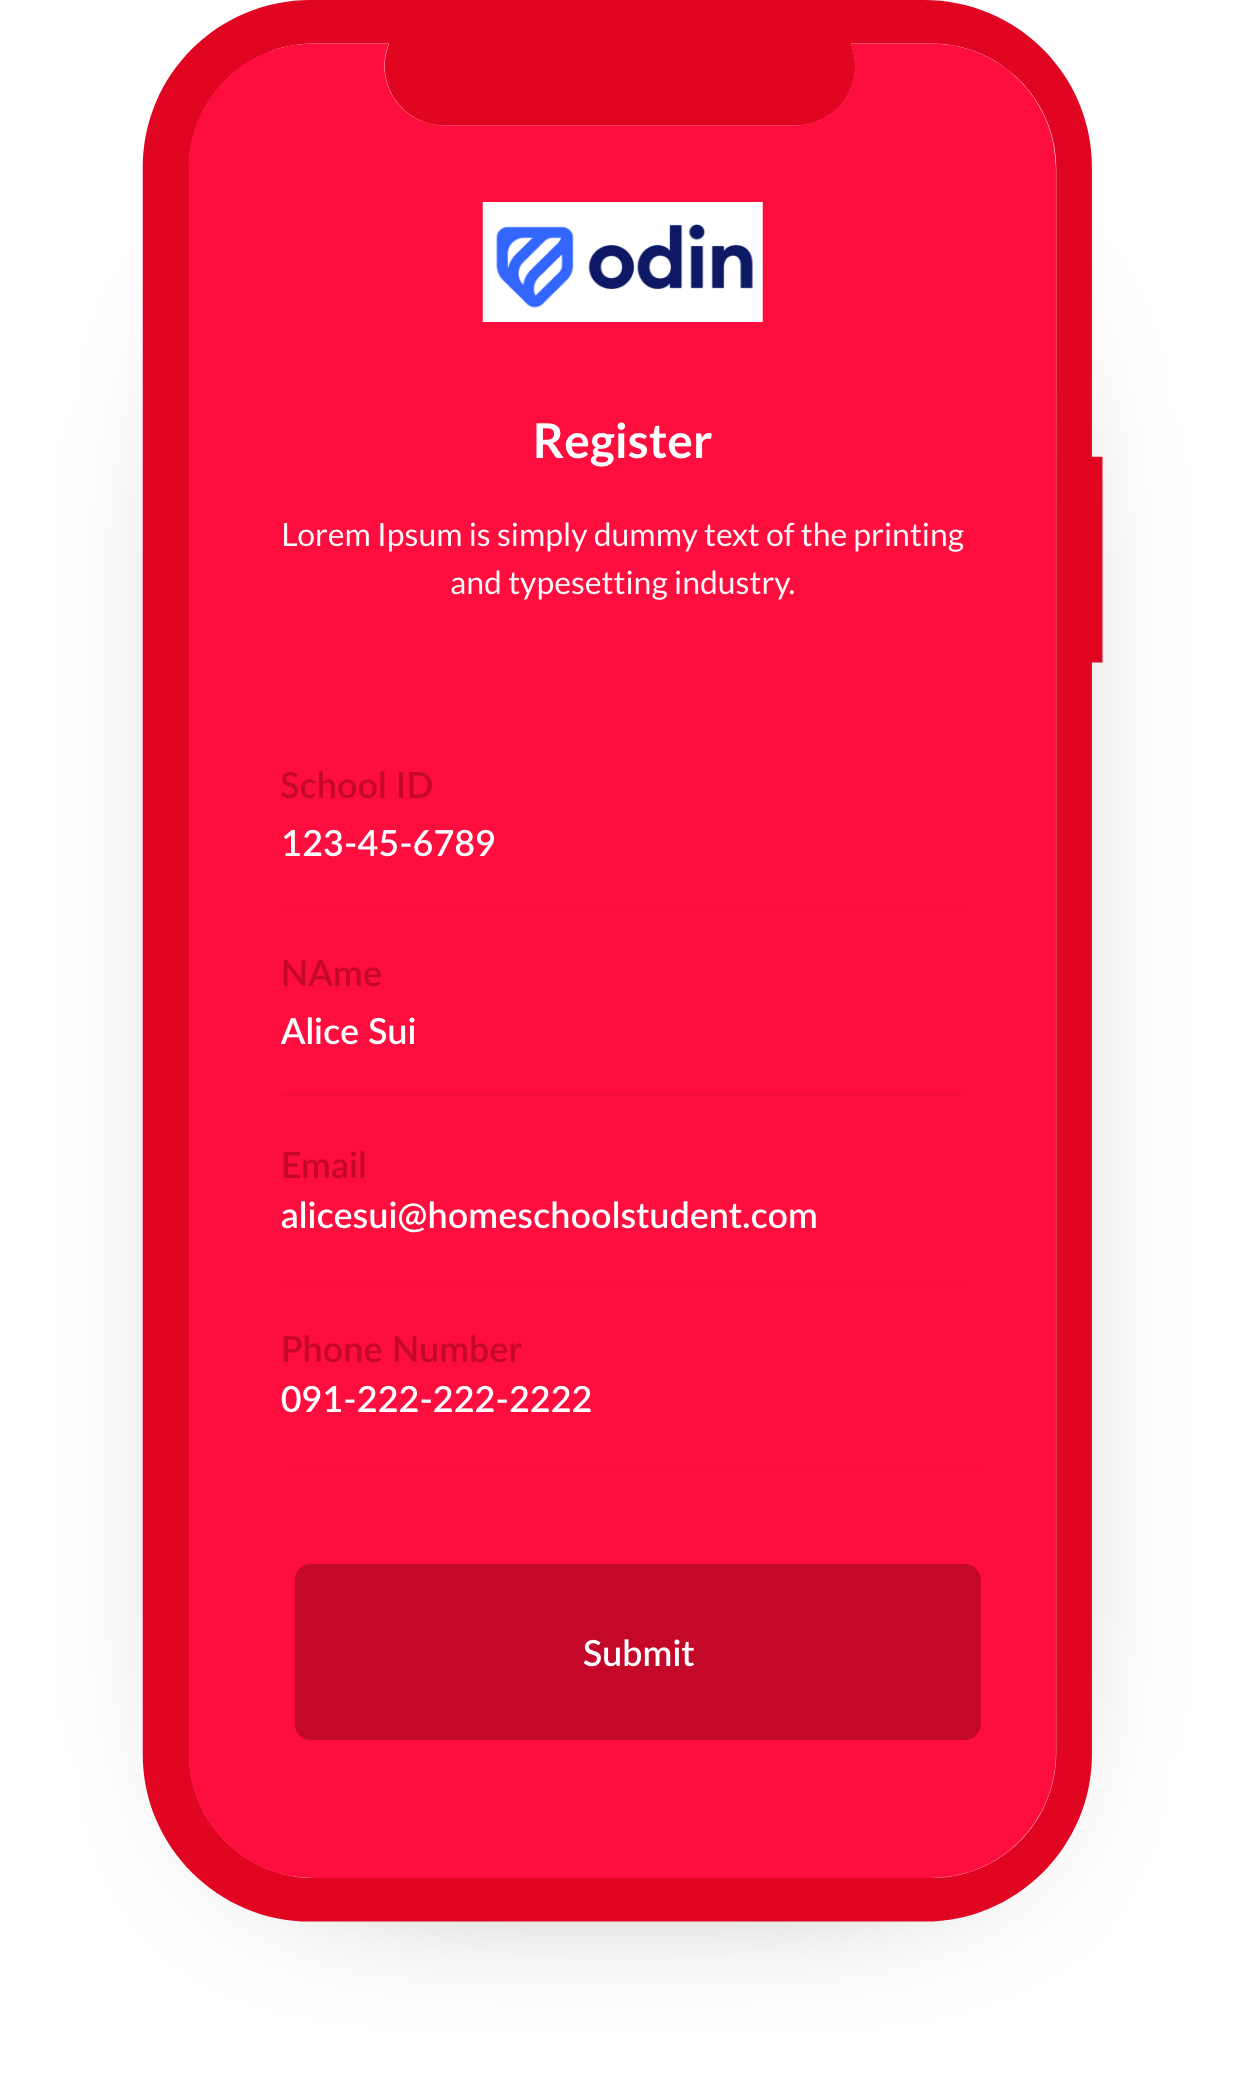 odin
Register
Lorem Ipsum is simply dummy text of the printing
and typesetting industry.
School ID
123-45-6789
NAme
Alice Sui
Email
alicesui@homeschoolstudent.com
Phone Number
091-222-222-2222
Submit